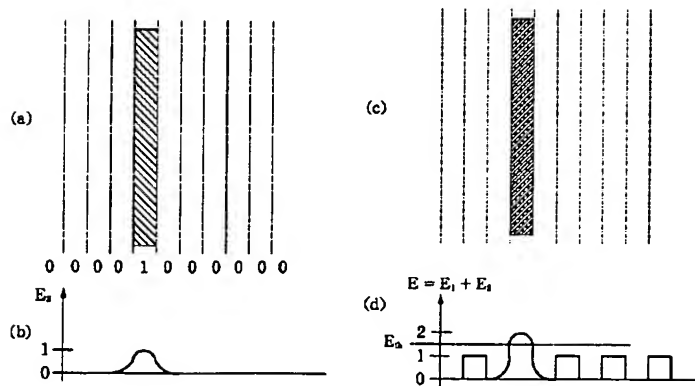 (a)
0 0 0 0 1 0 0 0 0 0 0
(b)
E₂
1
0
(c)
(d)
E = E₁ + E₂
2
Eth
1
0